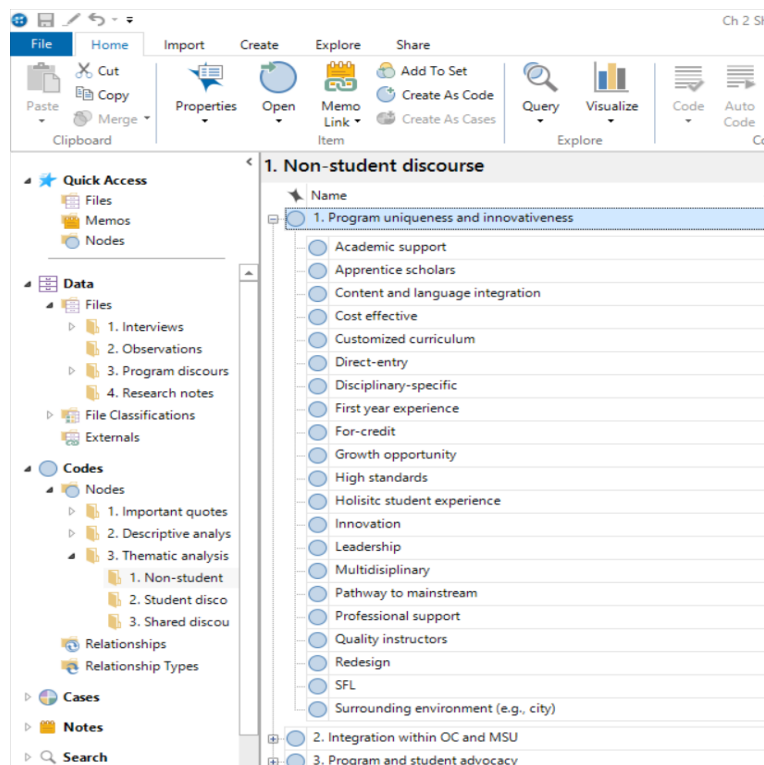 Ch 2 Sh
File Home Import Create Explore Share
Cut
Copy
Merge
Paste
Clipboard
Properties
Open
Memo
Link
Add To Set
Create As Code
Create As Cases
Item
Query
Visualize
Explore
Code
Auto
Code
Co
Quick Access
Files
Memos
Nodes
Data
Files
1. Interviews
2. Observations
3. Program discours
4. Research notes
File Classifications
Externals
Codes
Nodes
1. Important quotes
2. Descriptive analys
3. Thematic analysis
1. Non-student
2. Student disco
3. Shared discou
Relationships
Relationship Types
Cases
Notes
Search
1. Non-student discourse
Name
1. Program uniqueness and innovativeness
Academic support
Apprentice scholars
Content and language integration
Cost effective
Customized curriculum
Direct-entry
Disciplinary-specific
First year experience
For-credit
Growth opportunity
High standards
Holisitc student experience
Innovation
Leadership
Multidisiplinary
Pathway to mainstream
Professional support
Quality instructors
Redesign
SFL
Surrounding environment (e.g., city)
2. Integration within OC and MSU
3. Program and student advocacy